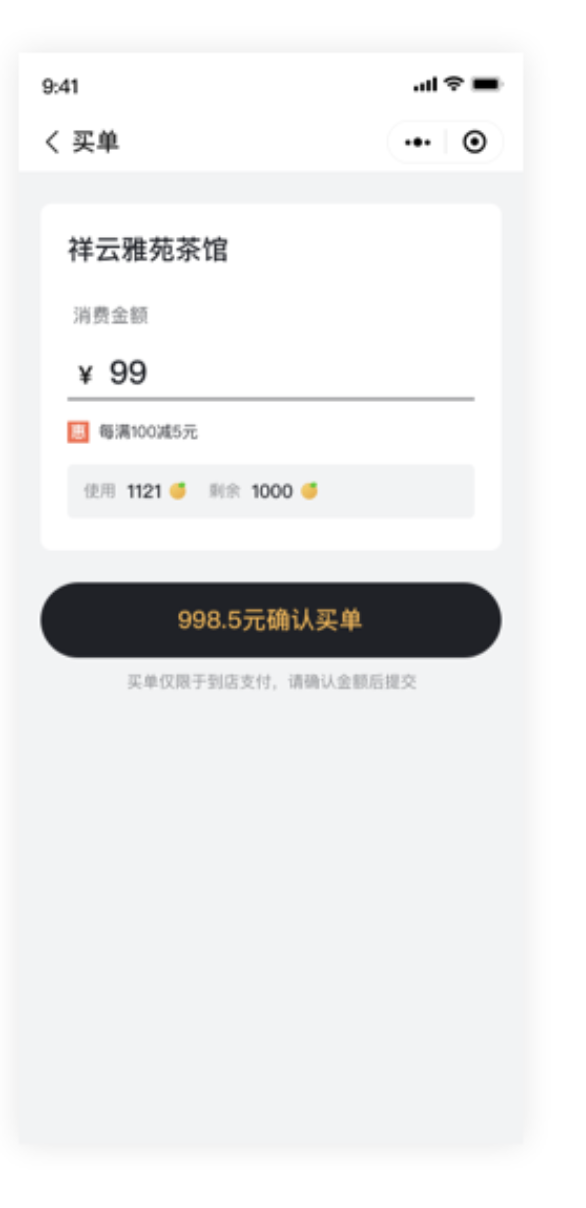 9:41
买单
祥云雅苑茶馆
消费金额
¥ 99
惠 每满100减5元
使用 1121 剩余 1000
998.5元确认买单
买单仅限于到店支付，请确认金额后提交